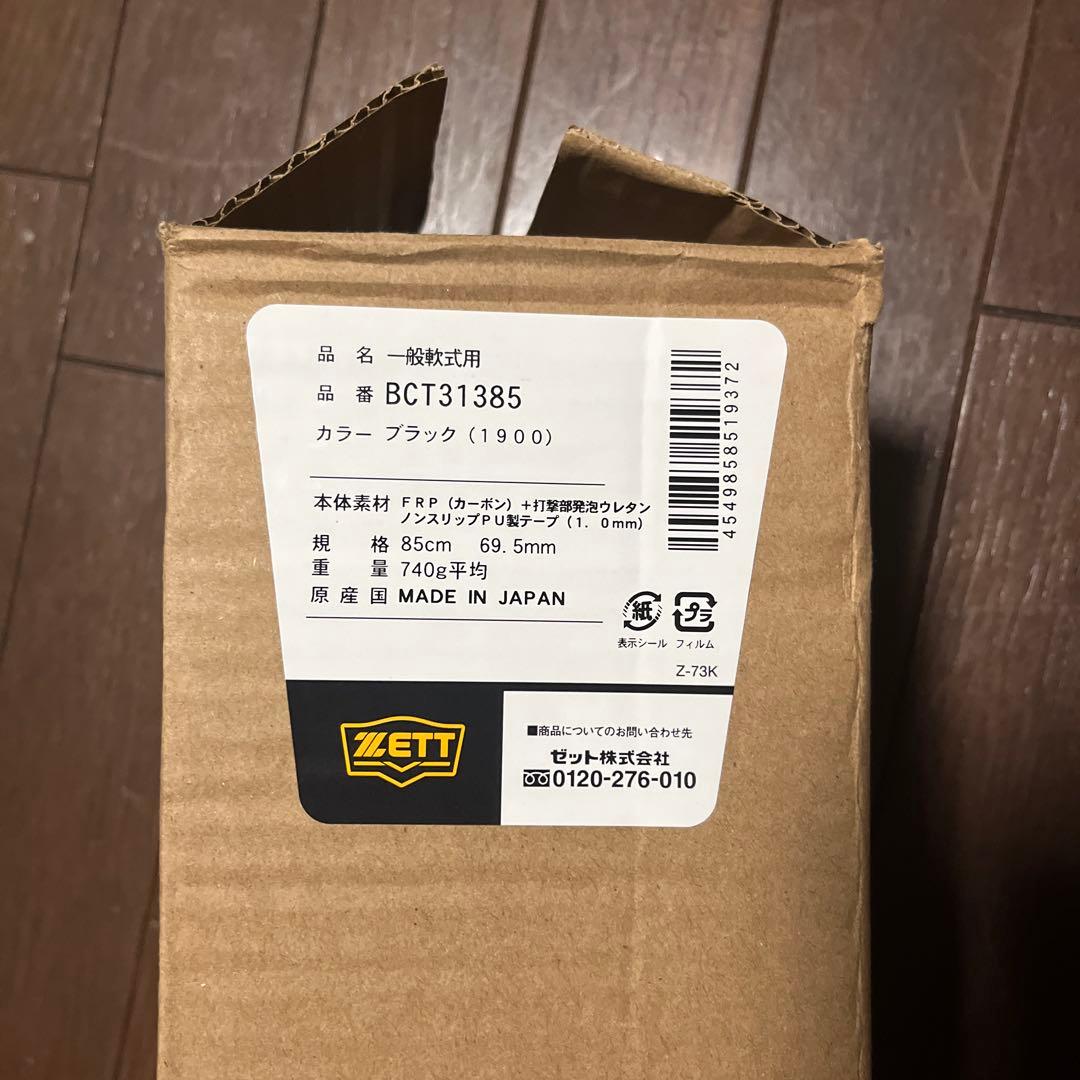 品 名 一般軟式用
品 番 BCT31385
カラー ブラック（1900）
本体素材 FRP（カーボン）+打撃部発泡ウレタン
ノンスリップPU製テープ（1.0mm）
規 格 85cm 69.5mm
重 量 740g平均
原産国 MADE IN JAPAN
4549858519372
紙 プラ
表示シール フィルム
Z-73K
ZETT
■商品についてのお問い合わせ先
ゼット株式会社
0120-276-010